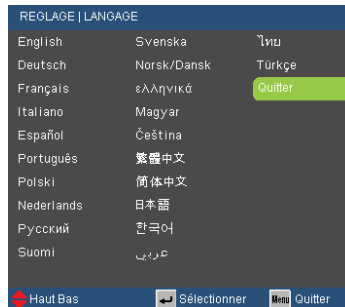 REGLAGE | LANGAGE
English
Deutsch
Français
Italiano
Español
Português
Polski
Nederlands
Русский
Suomi
Svenska
Norsk/Dansk
ελληνικά
Magyar
Čeština
繁體中文
简体中文
日本語
한국어
عربي
ไทย
Türkçe
Quitter
Haut Bas
Sélectionner
Menu Quitter